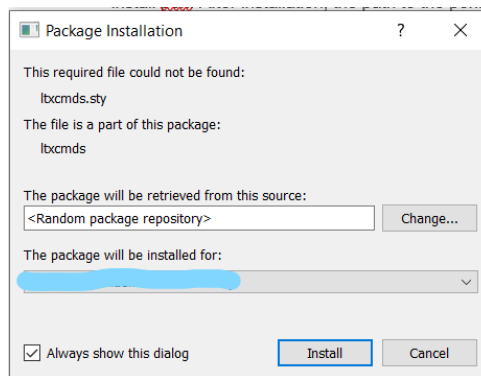 Package Installation ? ×
This required file could not be found:
ltxcmds.sty
The file is a part of this package:
ltxcmds
The package will be retrieved from this source:
<Random package repository>
Change...
The package will be installed for:
Always show this dialog
Install
Cancel